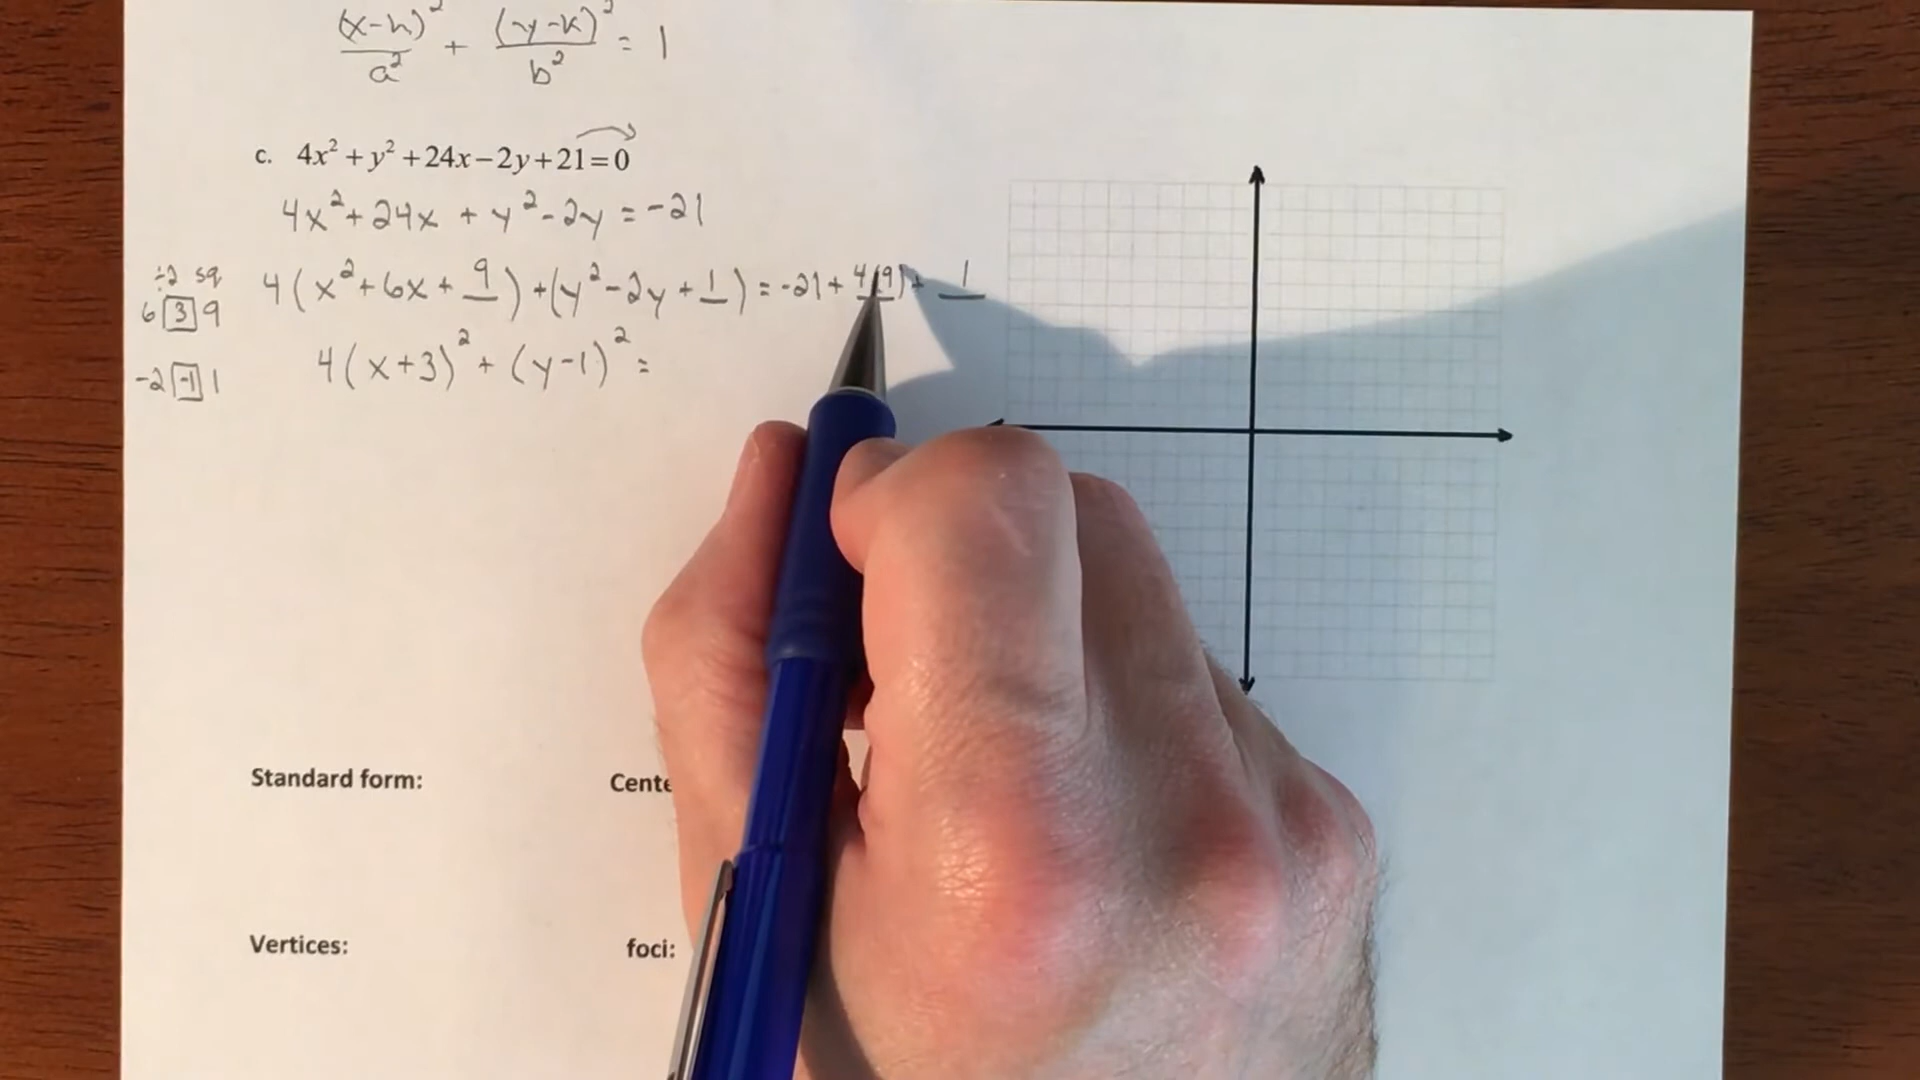 (x-h)² / a² + (y-k)² / b² = 1
c. 4x² + y² + 24x − 2y + 21 = 0
4x² + 24x + y² - 2y = -21
÷2 sq
4(x² + 6x + 9) + (y² - 2y + 1) = -21 + 4(9) + 1
6 3 9
4(x+3)² + (y-1)² =
-2 -1 1
Standard form: Cente
Vertices: foci: